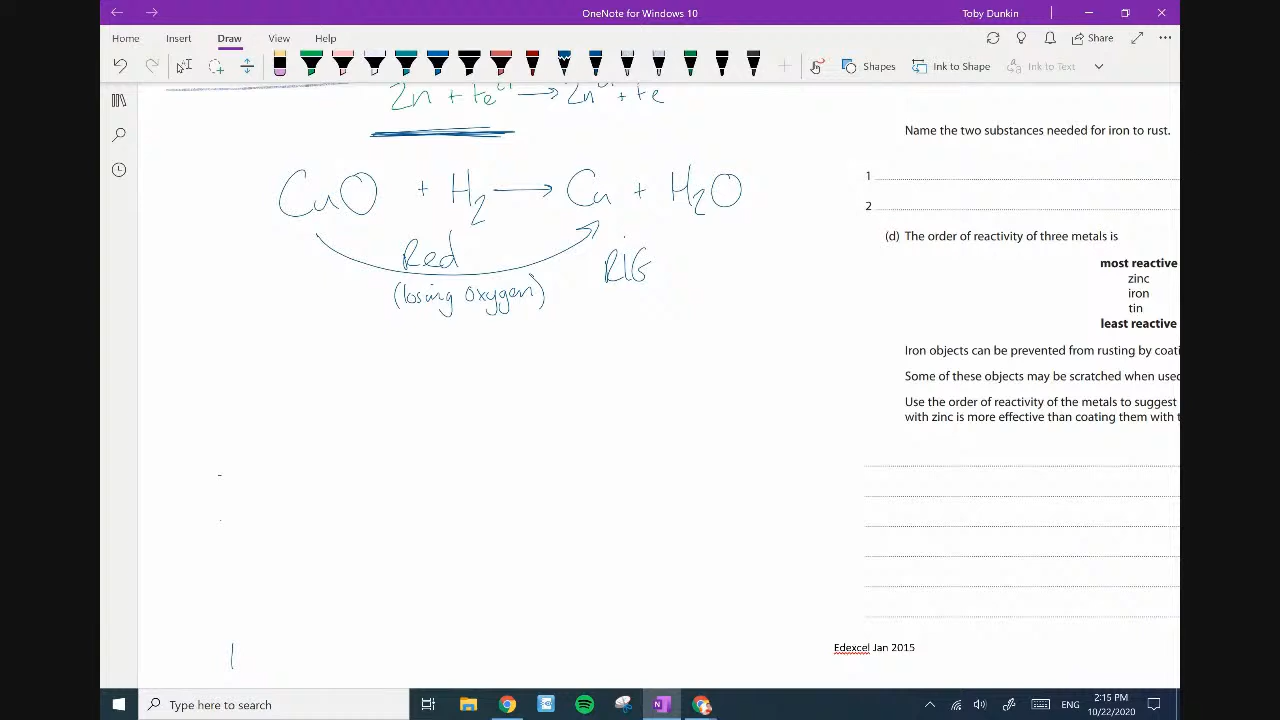 OneNote for Windows 10
Toby Dunkin
Home Insert Draw View Help
Share
Shapes
Ink to Shape
Ink to Text
CuO + H2 → Cu + H2O
Red
(losing oxygen)
RIG
Name the two substances needed for iron to rust.
1
2
(d) The order of reactivity of three metals is
most reactive
zinc
iron
tin
least reactive
Iron objects can be prevented from rusting by coati
Some of these objects may be scratched when used
Use the order of reactivity of the metals to suggest
with zinc is more effective than coating them with t
Edexcel Jan 2015
Type here to search
ENG
2:15 PM
10/22/2020